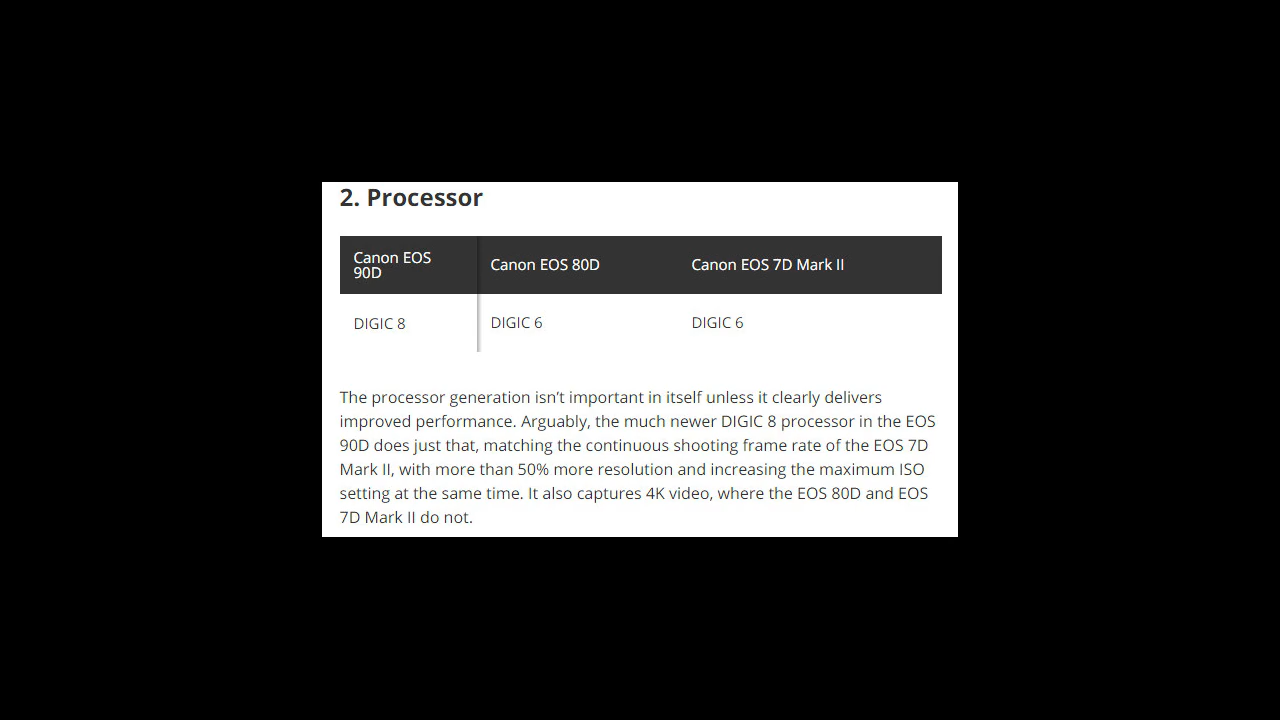 2. Processor
Canon EOS
90D
Canon EOS 80D
Canon EOS 7D Mark II
DIGIC 8
DIGIC 6
DIGIC 6
The processor generation isn’t important in itself unless it clearly delivers
improved performance. Arguably, the much newer DIGIC 8 processor in the EOS
90D does just that, matching the continuous shooting frame rate of the EOS 7D
Mark II, with more than 50% more resolution and increasing the maximum ISO
setting at the same time. It also captures 4K video, where the EOS 80D and EOS
7D Mark II do not.